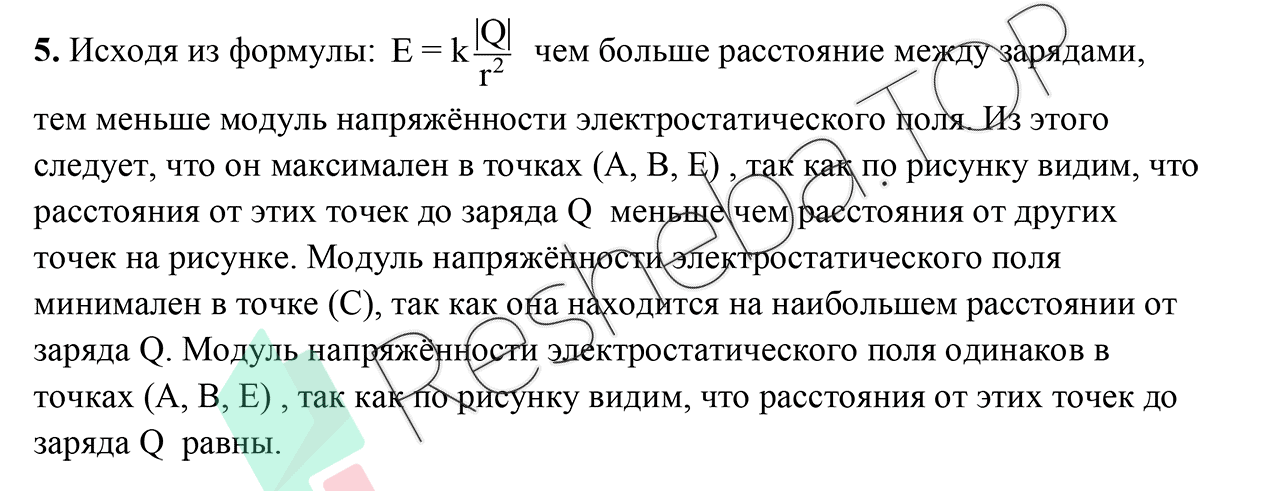 5. Исходя из формулы: E = k|Q|/r² чем больше расстояние между зарядами,
тем меньше модуль напряжённости электростатического поля. Из этого
следует, что он максимален в точках (A, B, E) , так как по рисунку видим, что
расстояния от этих точек до заряда Q меньше чем расстояния от других
точек на рисунке. Модуль напряжённости электростатического поля
минимален в точке (C), так как она находится на наибольшем расстоянии от
заряда Q. Модуль напряжённости электростатического поля одинаков в
точках (A, B, E) , так как по рисунку видим, что расстояния от этих точек до
заряда Q равны.
Resheba.TOP